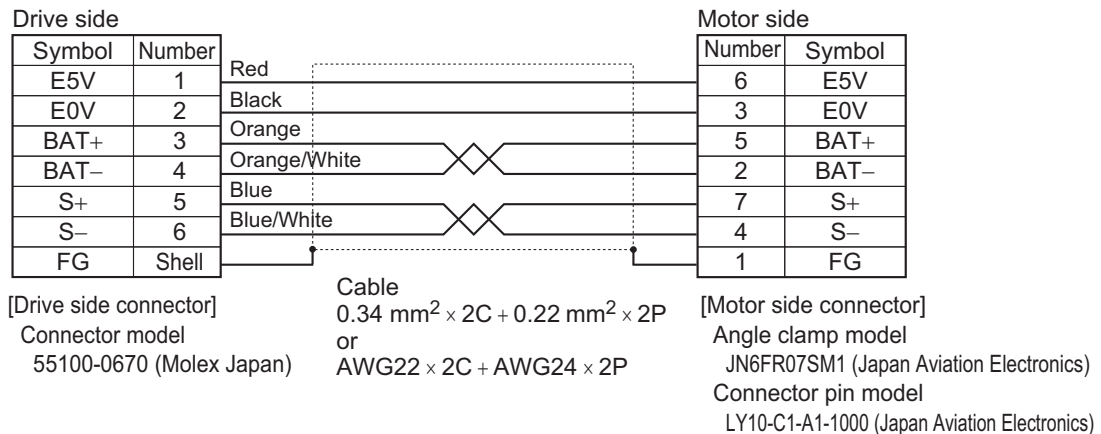 Drive side
Symbol Number
E5V 1
E0V 2
BAT+ 3
BAT− 4
S+ 5
S− 6
FG Shell
Red
Black
Orange
Orange/White
Blue
Blue/White
Motor side
Number Symbol
6 E5V
3 E0V
5 BAT+
2 BAT−
7 S+
4 S−
1 FG
[Drive side connector]
Connector model
55100-0670 (Molex Japan)
Cable
0.34 mm² × 2C + 0.22 mm² × 2P
or
AWG22 × 2C + AWG24 × 2P
[Motor side connector]
Angle clamp model
JN6FR07SM1 (Japan Aviation Electronics)
Connector pin model
LY10-C1-A1-1000 (Japan Aviation Electronics)